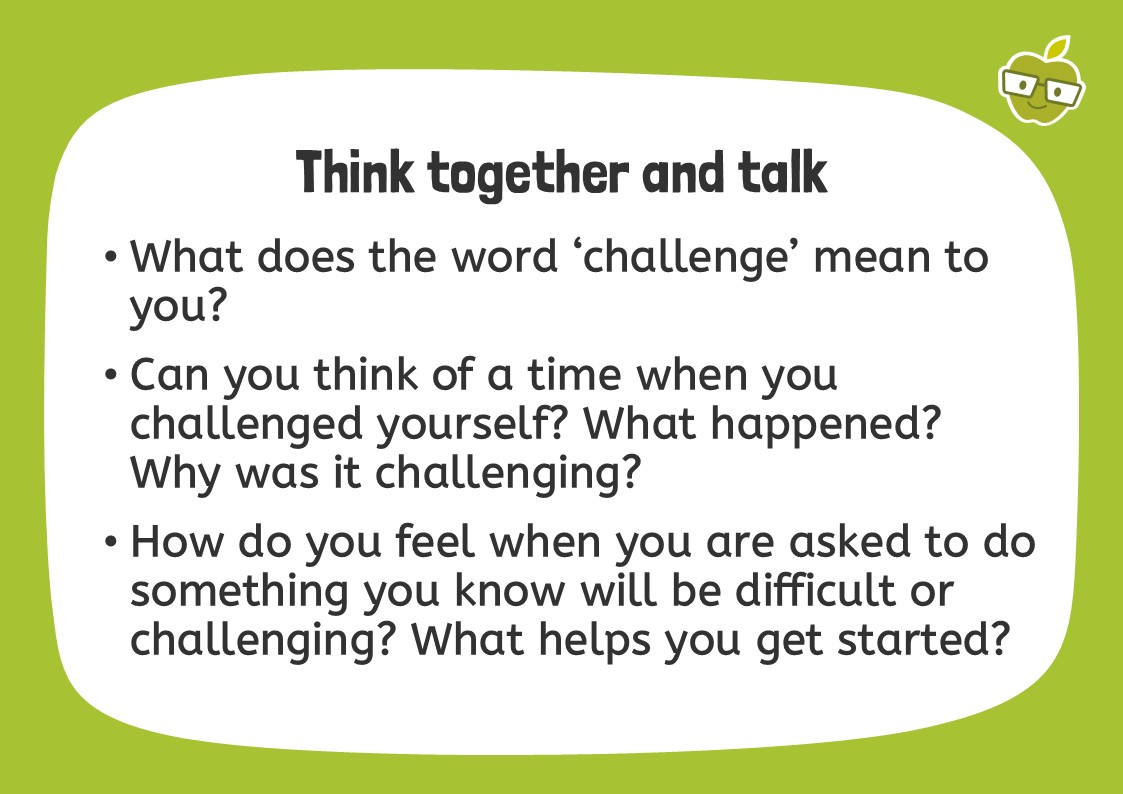 Think together and talk
• What does the word ‘challenge’ mean to
you?
• Can you think of a time when you
challenged yourself? What happened?
Why was it challenging?
• How do you feel when you are asked to do
something you know will be difficult or
challenging? What helps you get started?